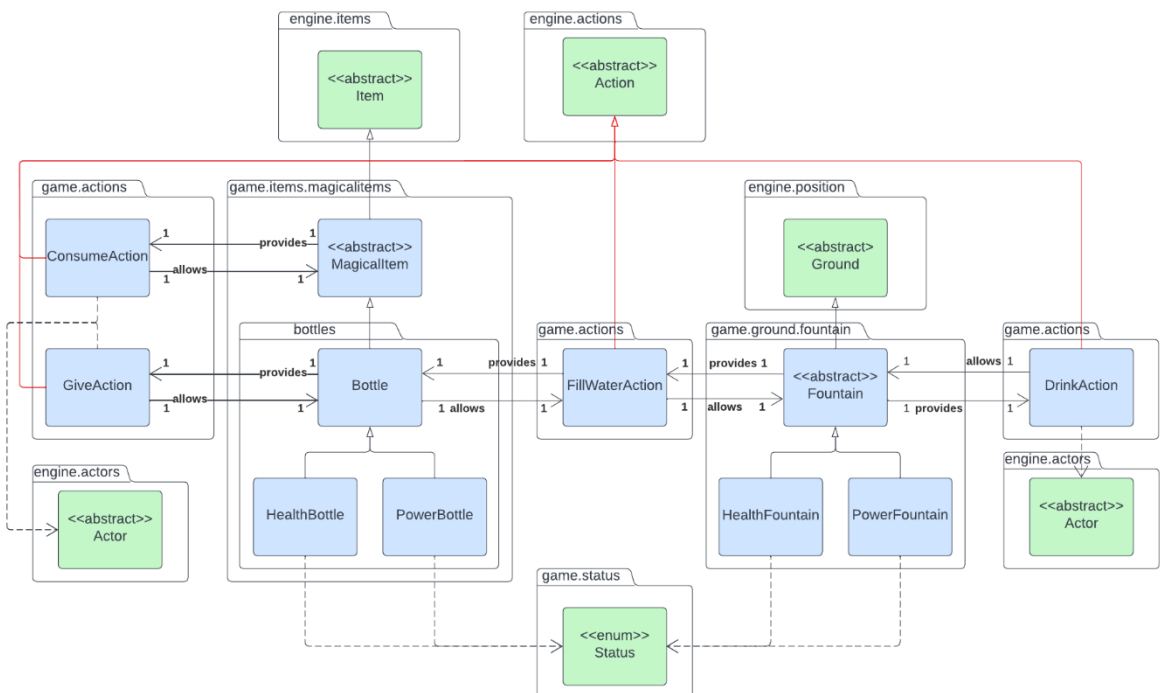 engine.items
engine.actions
<<abstract>>
Item
<<abstract>>
Action
game.actions
game.items.magicalitems
engine.position
ConsumeAction
1
provides
1
1
allows
1
<<abstract>>
MagicalItem
<<abstract>
Ground
bottles
game.actions
game.ground.fountain
game.actions
GiveAction
1
provides
1
1
allows
1
Bottle
1
provides 1
1 allows
1
FillWaterAction
1
provides 1
1
allows
1
<<abstract>>
Fountain
1
allows
1
1 provides
1
DrinkAction
engine.actors
<<abstract>>
Actor
HealthBottle
PowerBottle
HealthFountain
PowerFountain
engine.actors
<<abstract>>
Actor
game.status
<<enum>>
Status